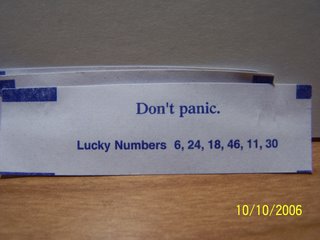 Don't panic.
Lucky Numbers 6, 24, 18, 46, 11, 30
10/10/2006